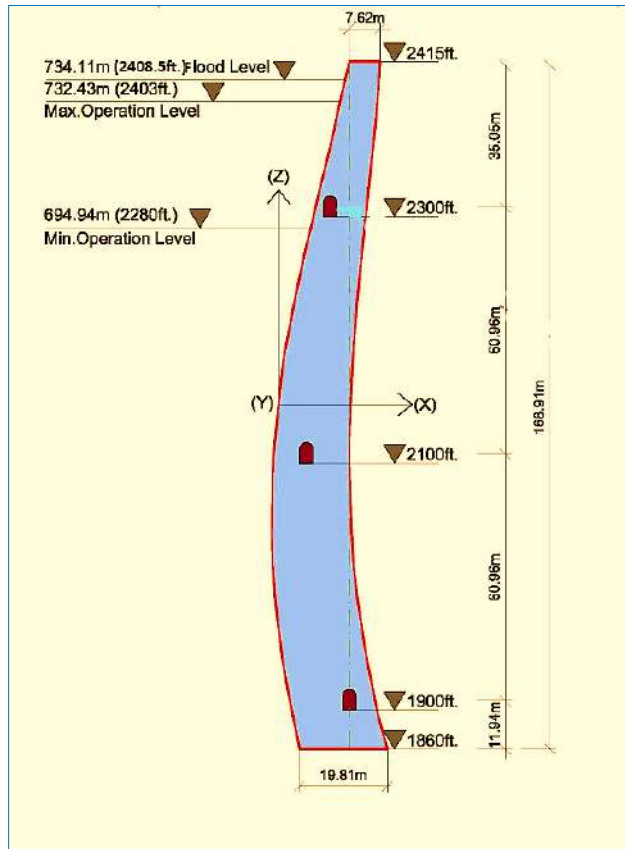 7.62m
2415ft.
734.11m (2408.5ft.) Flood Level
732.43m (2403ft.)
Max.Operation Level
35.05m
(Z)
2300ft.
694.94m (2280ft.)
Min.Operation Level
60.96m
168.91m
(Y)
(X)
2100ft.
60.96m
1900ft.
11.94m
1860ft.
19.81m